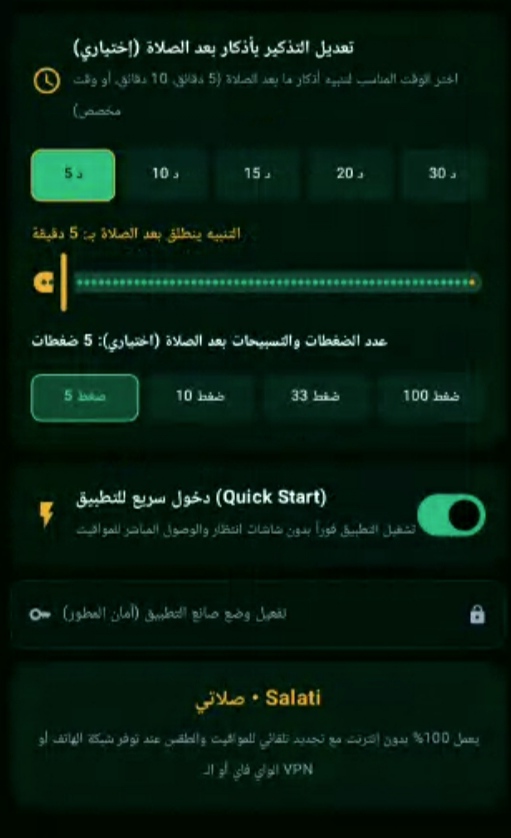 تعديل التذكير بأذكار بعد الصلاة (إختياري)
اختر الوقت المناسب لتنبيه أذكار ما بعد الصلاة (5 دقائق، 10 دقائق، أو وقت
مخصص)
5 د
10 د
15 د
20 د
30 د
التنبيه ينطلق بعد الصلاة بـ: 5 دقيقة
عدد الضغطات والتسبيحات بعد الصلاة (اختياري): 5 ضغطات
5 ضغط
10 ضغط
33 ضغط
100 ضغط
دخول سريع للتطبيق (Quick Start)
تشغيل التطبيق فوراً بدون شاشات انتظار والوصول المباشر للمواقيت
تفعيل وضع صانع التطبيق (أمان المطور)
صلاتي • Salati
يعمل 100% بدون إنترنت مع تحديد تلقائي للمواقيت والطقس عند توفر شبكة الهاتف أو
الواي فاي أو الـ VPN